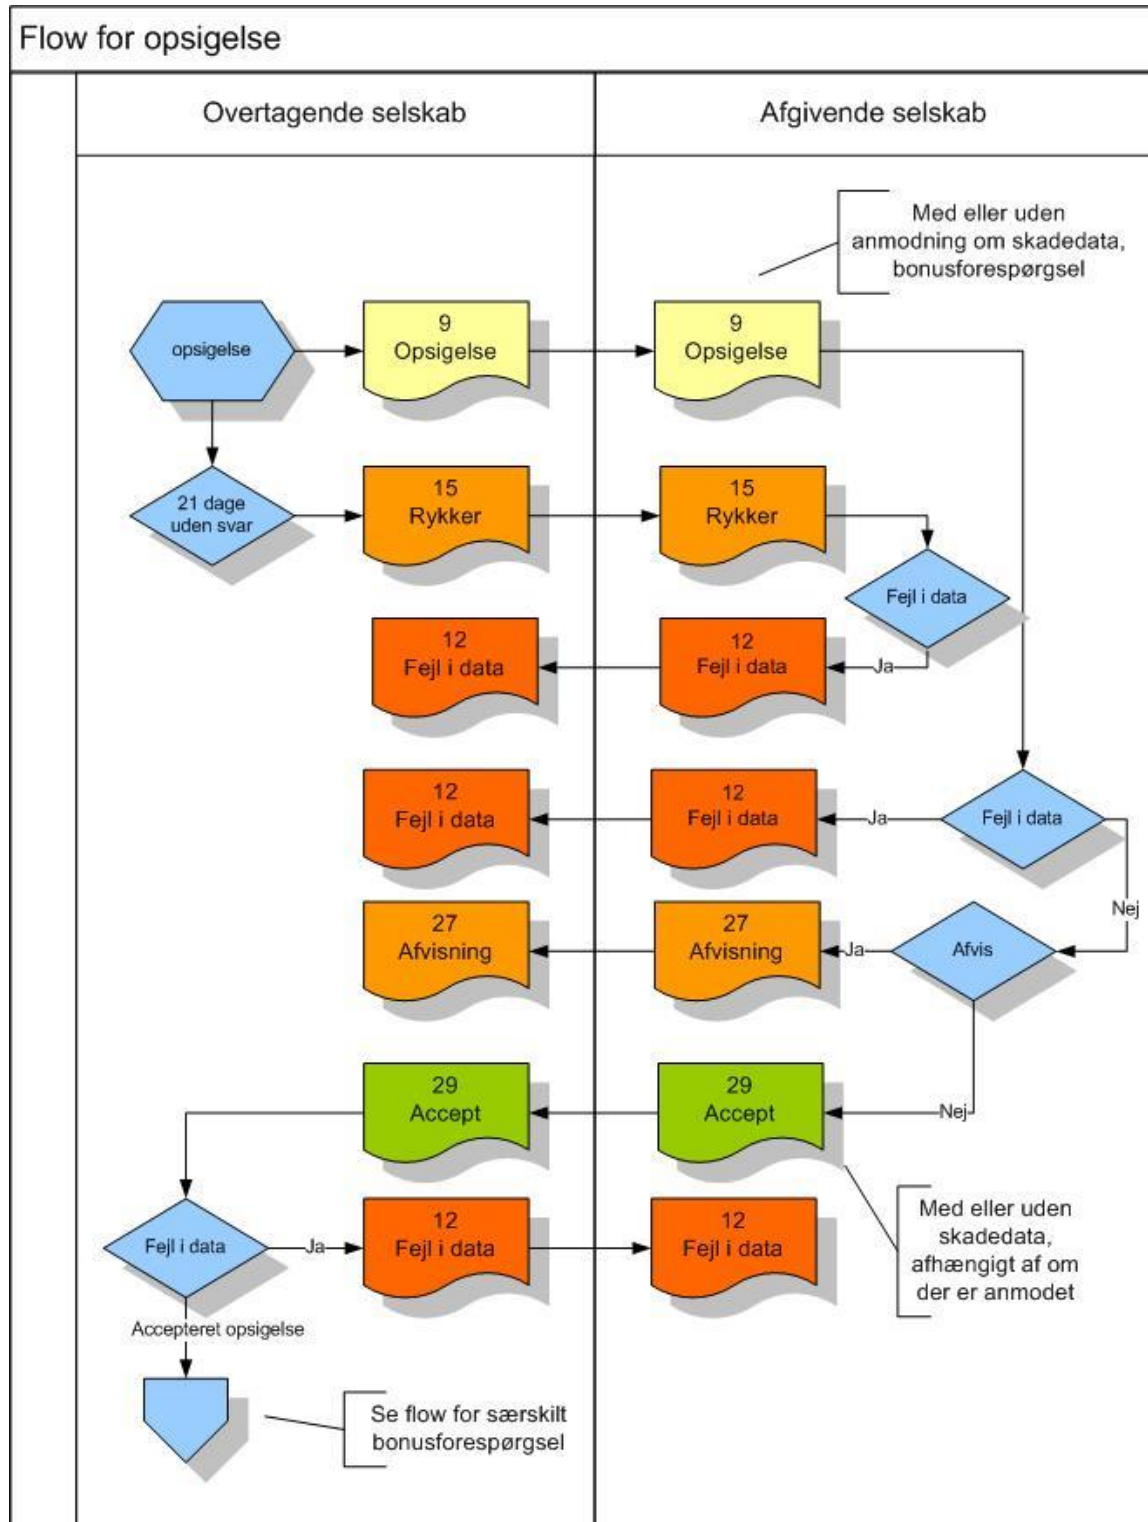 Flow for opsigelse
Overtagende selskab
Afgivende selskab
Med eller uden
anmodning om skadedata,
bonusforespørgsel
opsigelse
9
Opsigelse
9
Opsigelse
21 dage
uden svar
15
Rykker
15
Rykker
Fejl i data
12
Fejl i data
12
Fejl i data
Ja
12
Fejl i data
12
Fejl i data
Ja
Fejl i data
Nej
27
Afvisning
27
Afvisning
Ja
Afvis
29
Accept
29
Accept
Nej
Fejl i data
Ja
12
Fejl i data
12
Fejl i data
Med eller uden
skadedata,
afhængigt af om
der er anmodet
Accepteret opsigelse
Se flow for særskilt
bonusforespørgsel